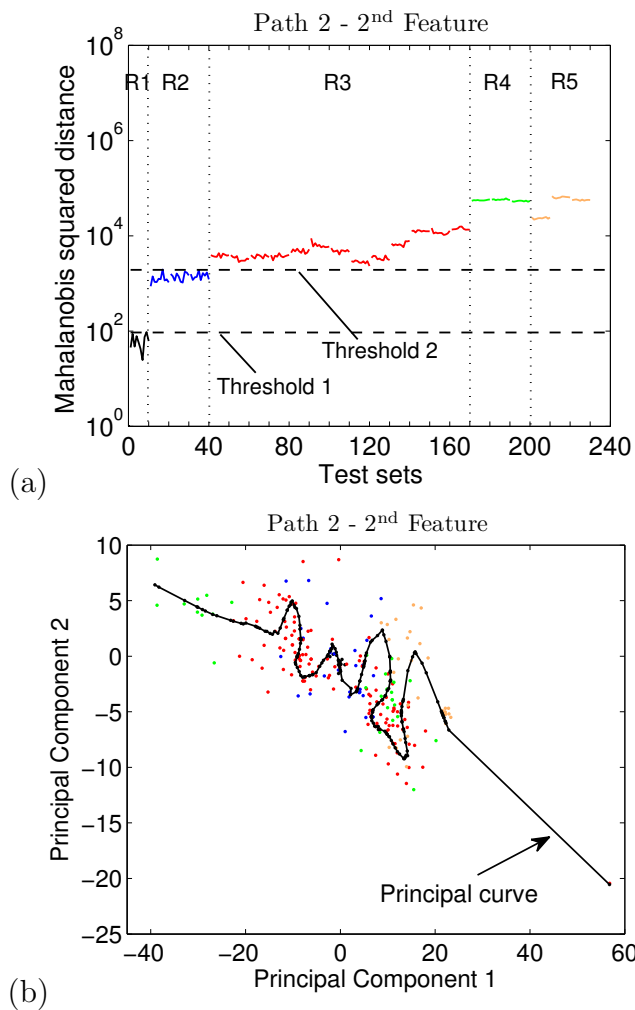 Path 2 - 2nd Feature
10^8
10^6
10^4
10^2
10^0
Mahalanobis squared distance
R1
R2
R3
R4
R5
Threshold 2
Threshold 1
0 40 80 120 160 200 240
Test sets
(a)
Path 2 - 2nd Feature
10
5
0
−5
−10
−15
−20
−25
Principal Component 2
Principal curve
−40 −20 0 20 40 60
Principal Component 1
(b)